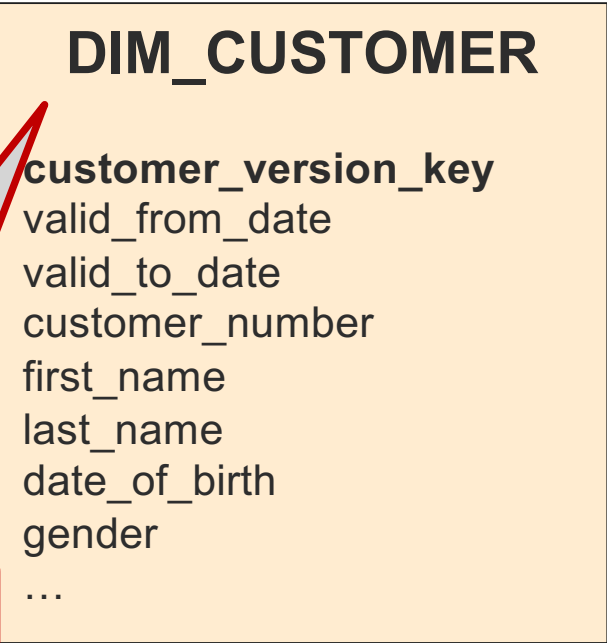 DIM_CUSTOMER
customer_version_key
valid_from_date
valid_to_date
customer_number
first_name
last_name
date_of_birth
gender
…